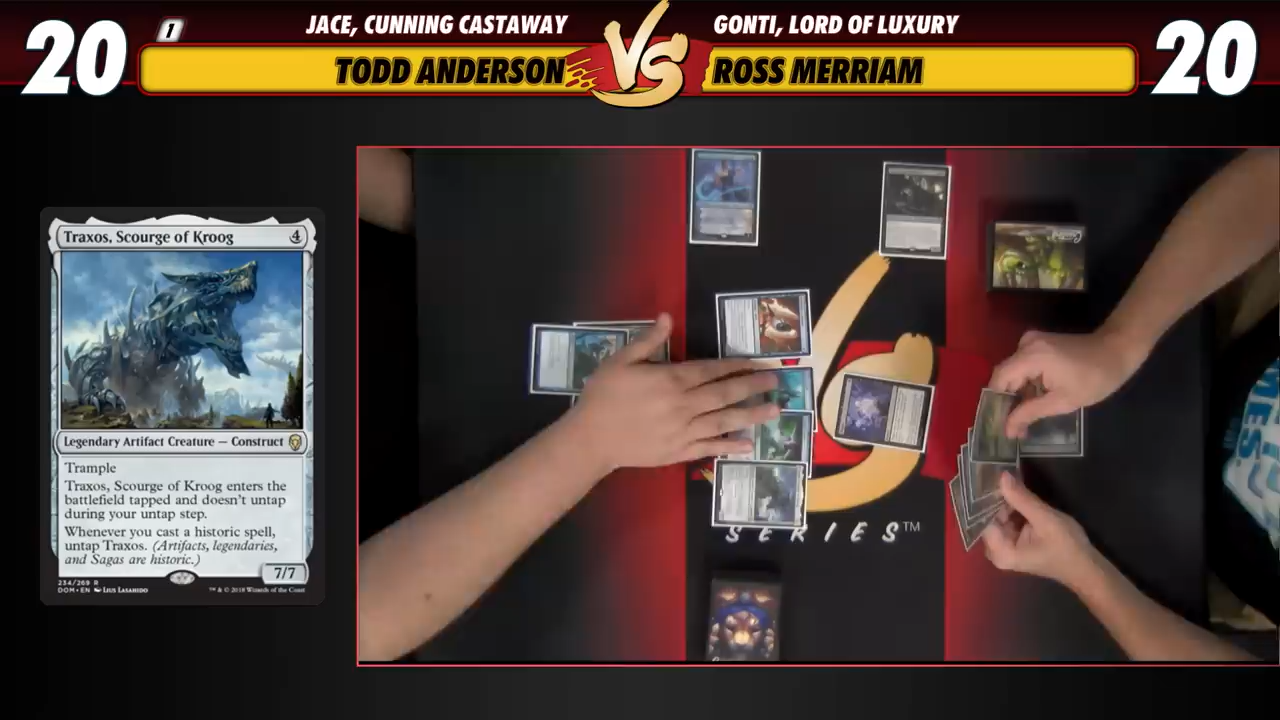 20
1
JACE, CUNNING CASTAWAY
TODD ANDERSON
VS
GONTI, LORD OF LUXURY
ROSS MERRIAM
20
Traxos, Scourge of Kroog 4
Legendary Artifact Creature — Construct
Trample
Traxos, Scourge of Kroog enters the
battlefield tapped and doesn't untap
during your untap step.
Whenever you cast a historic spell,
untap Traxos. (Artifacts, legendaries,
and Sagas are historic.)
7/7
234/269 R
DOM • EN
™ & © 2018 Wizards of the Coast
SERIES™